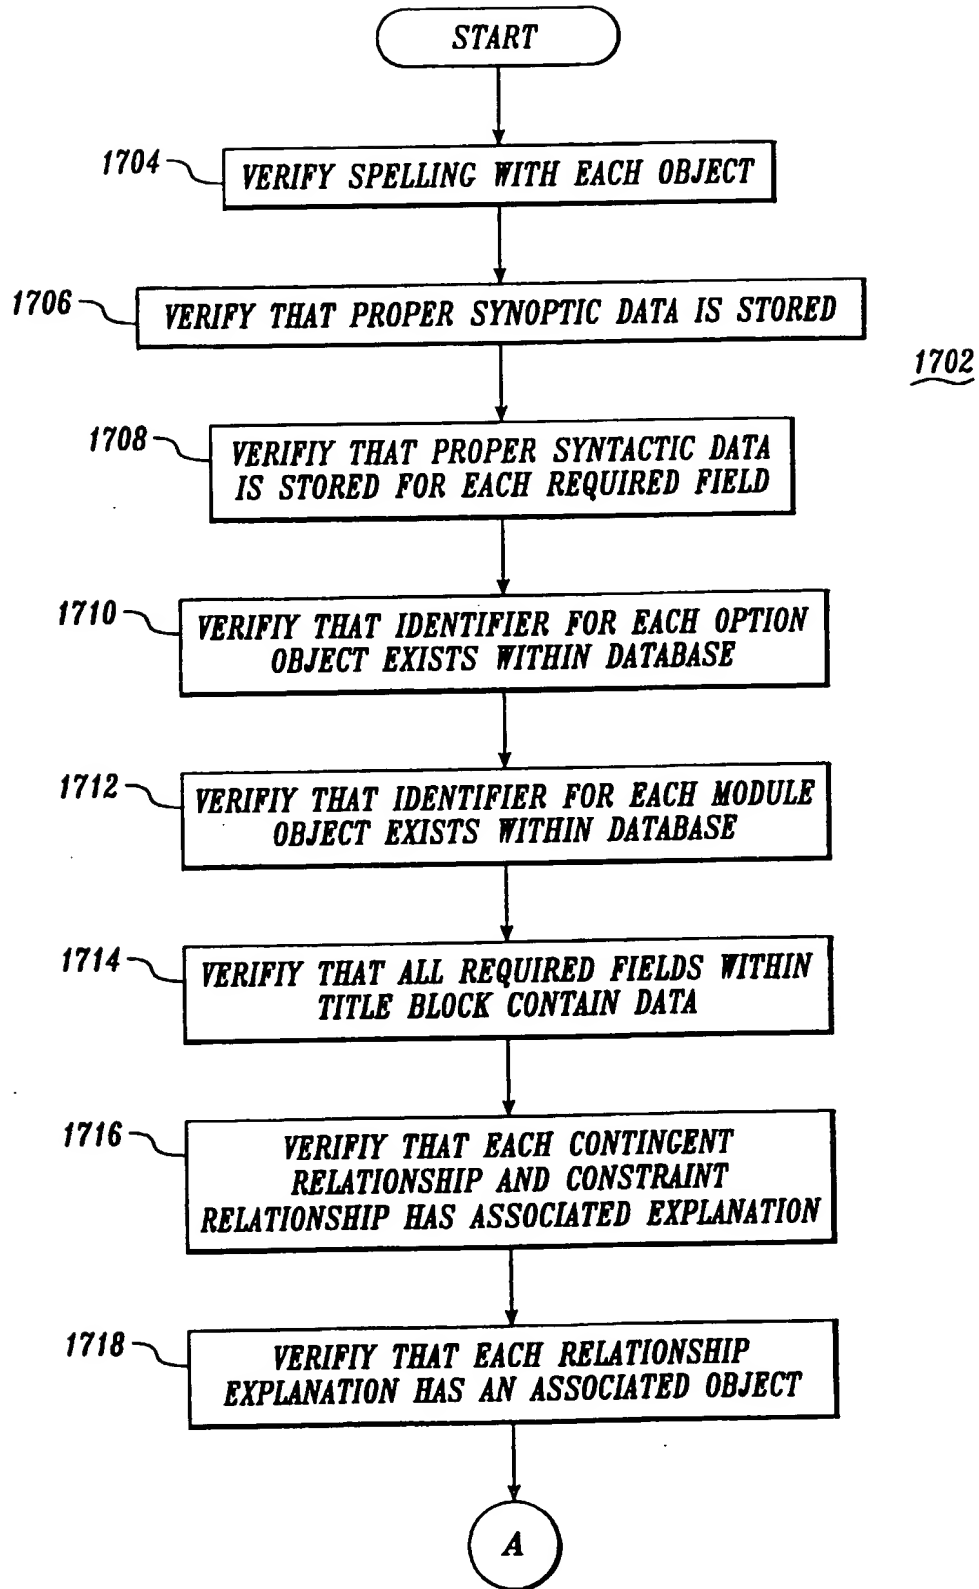 START
1704
VERIFY SPELLING WITH EACH OBJECT
1706
VERIFY THAT PROPER SYNOPTIC DATA IS STORED
1702
1708
VERIFIY THAT PROPER SYNTACTIC DATA
IS STORED FOR EACH REQUIRED FIELD
1710
VERIFIY THAT IDENTIFIER FOR EACH OPTION
OBJECT EXISTS WITHIN DATABASE
1712
VERIFIY THAT IDENTIFIER FOR EACH MODULE
OBJECT EXISTS WITHIN DATABASE
1714
VERIFIY THAT ALL REQUIRED FIELDS WITHIN
TITLE BLOCK CONTAIN DATA
1716
VERIFIY THAT EACH CONTINGENT
RELATIONSHIP AND CONSTRAINT
RELATIONSHIP HAS ASSOCIATED EXPLANATION
1718
VERIFIY THAT EACH RELATIONSHIP
EXPLANATION HAS AN ASSOCIATED OBJECT
A